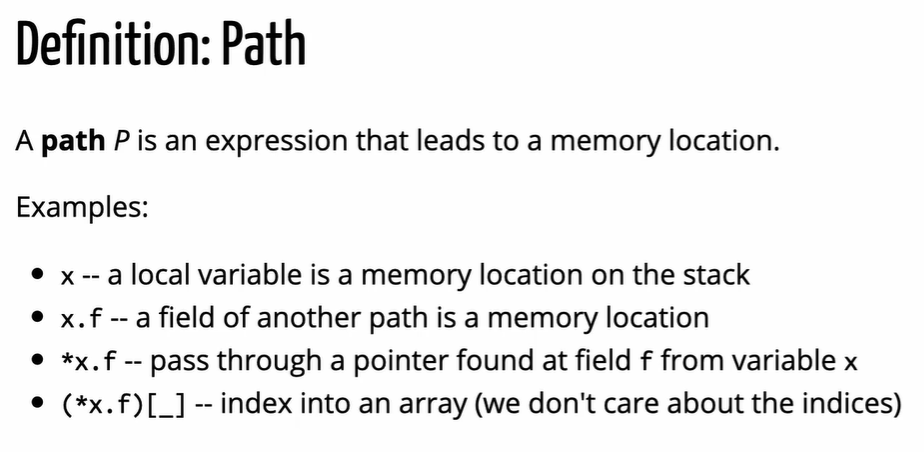 Definition: Path
A path P is an expression that leads to a memory location.
Examples:
• x -- a local variable is a memory location on the stack
• x.f -- a field of another path is a memory location
• *x.f -- pass through a pointer found at field f from variable x
• (*x.f)[_] -- index into an array (we don't care about the indices)